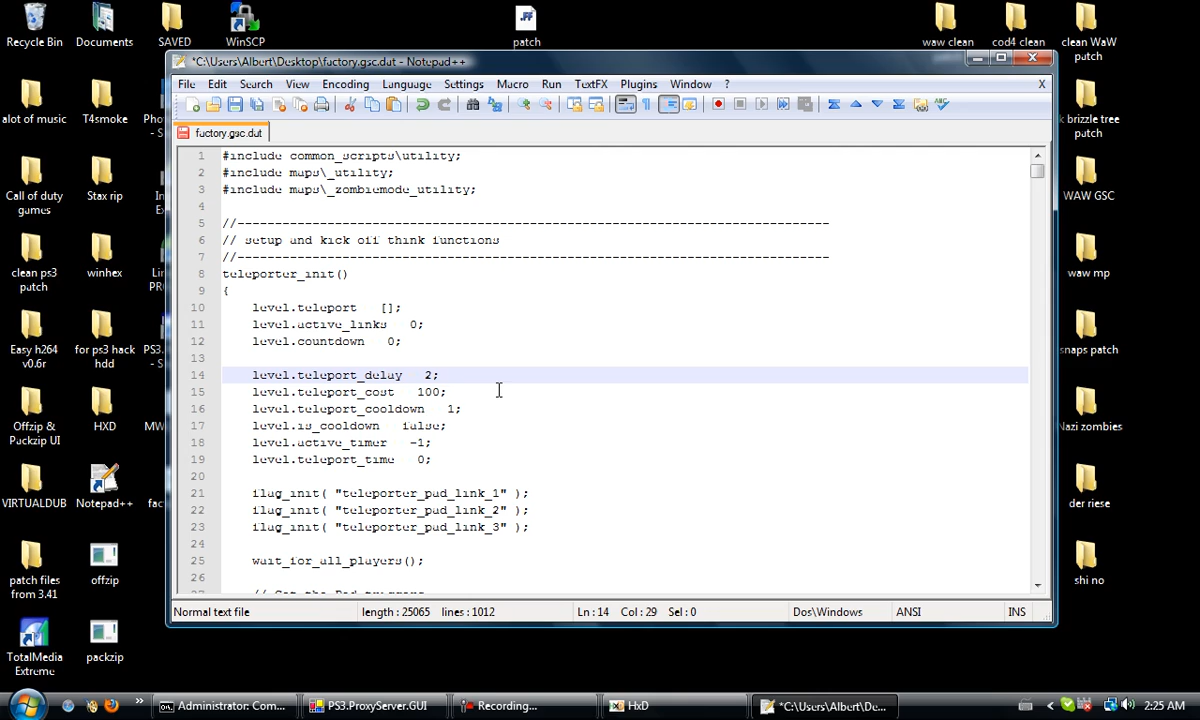 Recycle Bin
Documents
SAVED
WinSCP
patch
waw clean
cod4 clean
clean WaW
patch
*C:\Users\Albert\Desktop\fuctory.gsc.dut - Notepad++
File Edit Search View Encoding Language Settings Macro Run TextFX Plugins Window ? X
fuctory.gsc.dut
1 #include common_scripts\utility;
2 #include maps\_utility;
3 #include maps\_zombiemode_utility;
4
5 //-------------------------------------------------------------------------------
6 // setup and kick off think functions
7 //-------------------------------------------------------------------------------
8 teleporter_init()
9 {
10 level.teleport [];
11 level.active_links 0;
12 level.countdown 0;
13
14 level.teleport_delay 2;
15 level.teleport_cost 100;
16 level.teleport_cooldown 1;
17 level.is_cooldown false;
18 level.active_timer -1;
19 level.teleport_time 0;
20
21 flag_init( "teleporter_pad_link_1" );
22 flag_init( "teleporter_pad_link_2" );
23 flag_init( "teleporter_pad_link_3" );
24
25 wait_for_all_players();
26
Normal text file
length : 25065 lines : 1012
Ln : 14 Col : 29 Sel : 0
Dos\Windows
ANSI
INS
alot of music
T4smoke
k brizzle tree
patch
Call of duty
games
Stax rip
WAW GSC
clean ps3
patch
winhex
waw mp
Easy h264
v0.6r
for ps3 hack
hdd
snaps patch
Offzip &
Packzip UI
HXD
Nazi zombies
VIRTUALDUB
Notepad++
der riese
patch files
from 3.41
offzip
shi no
TotalMedia
Extreme
packzip
Administrator: Com...
PS3.ProxyServer.GUI
Recording...
HxD
*C:\Users\Albert\De...
2:25 AM